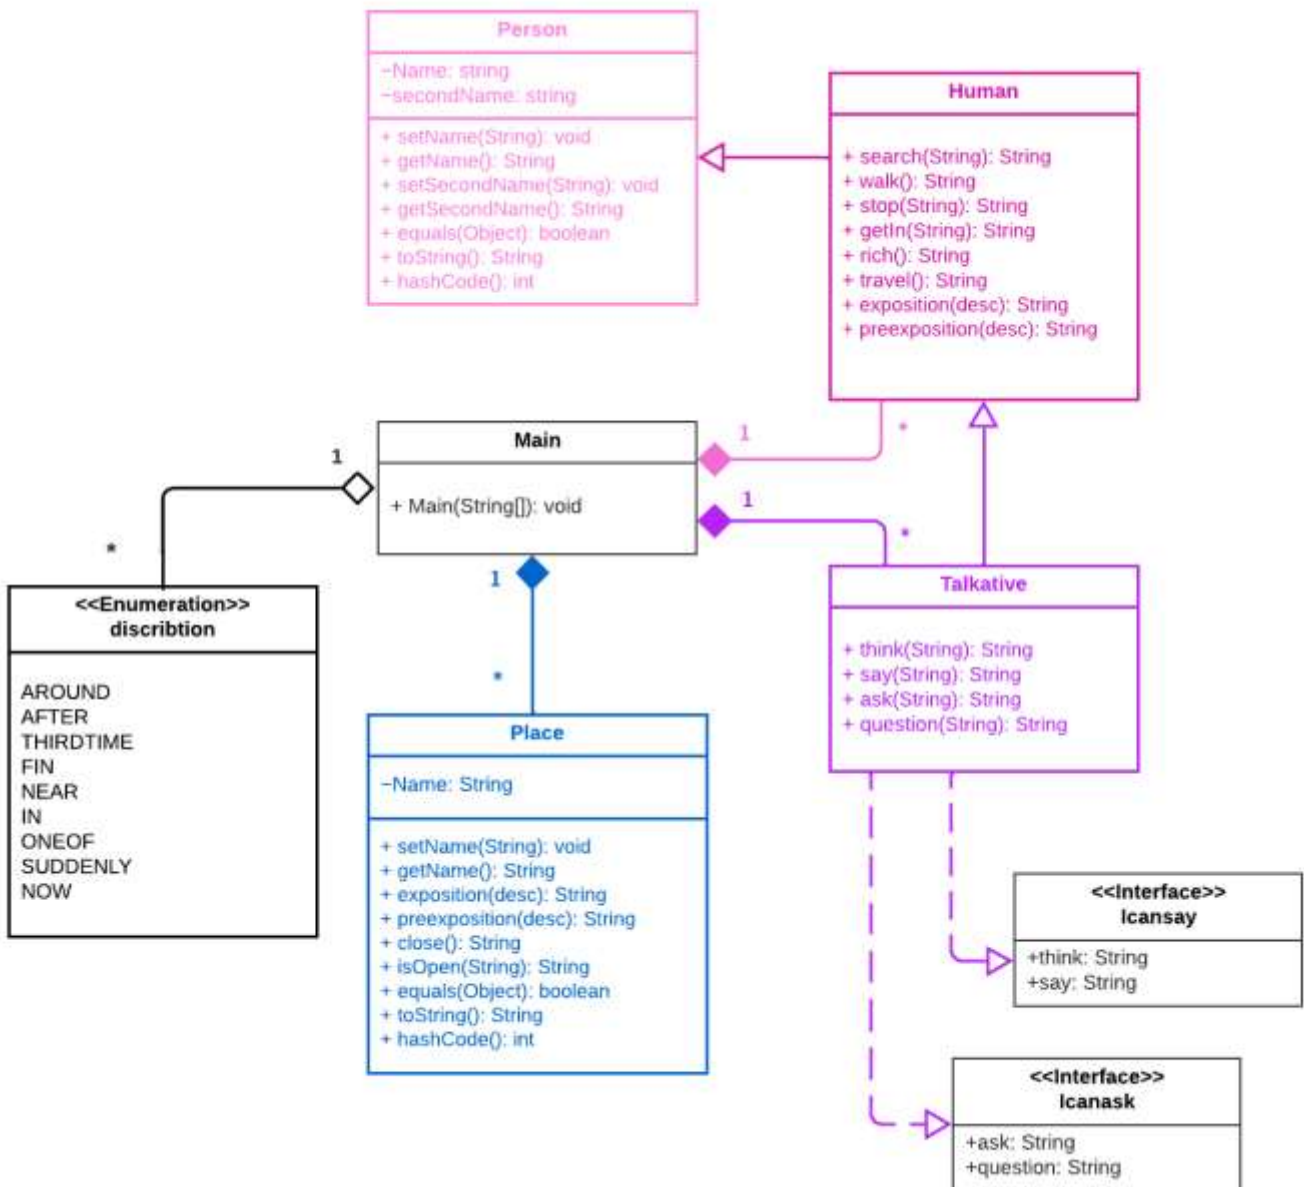 Person
−Name: string
−secondName: string
+ setName(String): void
+ getName(): String
+ setSecondName(String): void
+ getSecondName(): String
+ equals(Object): boolean
+ toString(): String
+ hashCode(): int
Human
+ search(String): String
+ walk(): String
+ stop(String): String
+ getIn(String): String
+ rich(): String
+ travel(): String
+ exposition(desc): String
+ preexposition(desc): String
Main
+ Main(String[]): void
1
*
1
*
1
*
1
*
<<Enumeration>>
discribtion
AROUND
AFTER
THIRDTIME
FIN
NEAR
IN
ONEOF
SUDDENLY
NOW
Place
−Name: String
+ setName(String): void
+ getName(): String
+ exposition(desc): String
+ preexposition(desc): String
+ close(): String
+ isOpen(String): String
+ equals(Object): boolean
+ toString(): String
+ hashCode(): int
Talkative
+ think(String): String
+ say(String): String
+ ask(String): String
+ question(String): String
<<Interface>>
Icansay
+think: String
+say: String
<<Interface>>
Icanask
+ask: String
+question: String